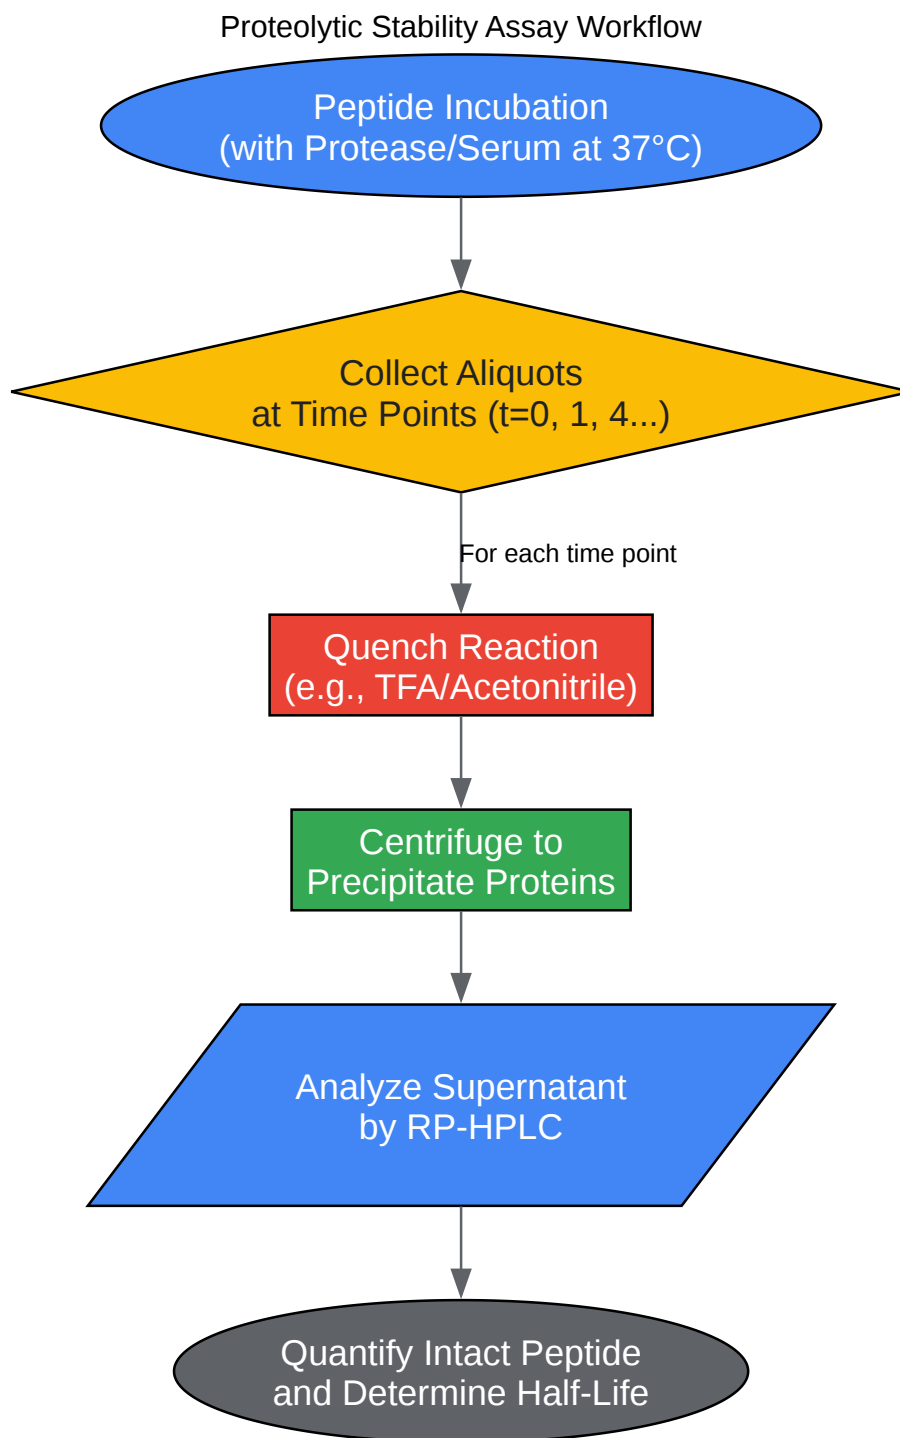 Proteolytic Stability Assay Workflow
Peptide Incubation
(with Protease/Serum at 37°C)
Collect Aliquots
at Time Points (t=0, 1, 4...)
For each time point
Quench Reaction
(e.g., TFA/Acetonitrile)
Centrifuge to
Precipitate Proteins
Analyze Supernatant
by RP-HPLC
Quantify Intact Peptide
and Determine Half-Life